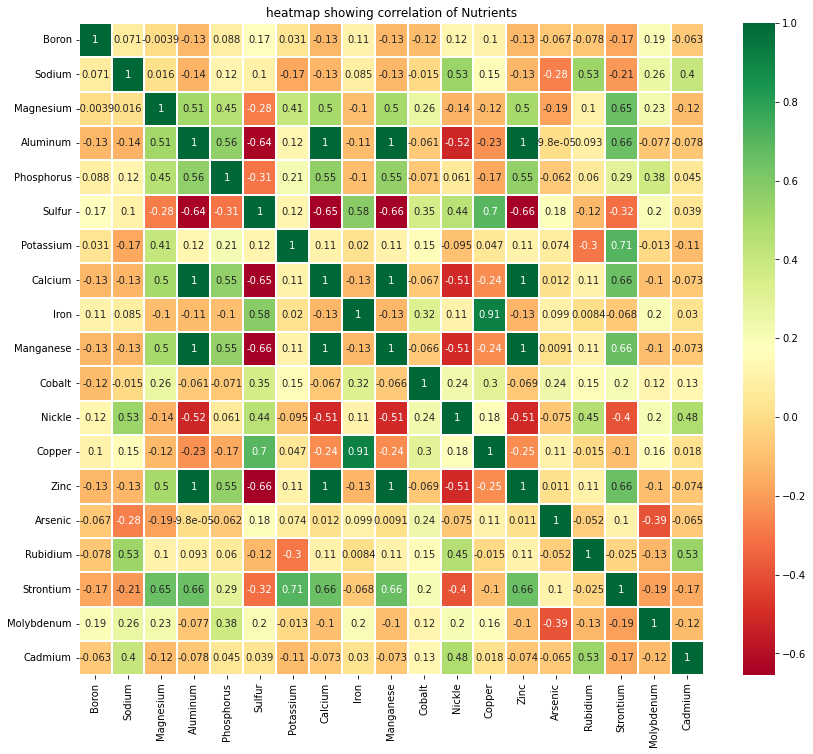 heatmap showing correlation of Nutrients
Boron 1 0.071 -0.0039 -0.13 0.088 0.17 0.031 -0.13 0.11 -0.13 -0.12 0.12 0.1 -0.13 -0.067 -0.078 -0.17 0.19 -0.063
Sodium 0.071 1 0.016 -0.14 0.12 0.1 -0.17 -0.13 0.085 -0.13 -0.015 0.53 0.15 -0.13 -0.28 0.53 -0.21 0.26 0.4
Magnesium -0.0039 0.016 1 0.51 0.45 -0.28 0.41 0.5 -0.1 0.5 0.26 -0.14 -0.12 0.5 -0.19 0.1 0.65 0.23 -0.12
Aluminum -0.13 -0.14 0.51 1 0.56 -0.64 0.12 1 -0.11 1 -0.061 -0.52 -0.23 1 -9.8e-05 0.093 0.66 -0.077 -0.078
Phosphorus 0.088 0.12 0.45 0.56 1 -0.31 0.21 0.55 -0.1 0.55 -0.071 0.061 -0.17 0.55 -0.062 0.06 0.29 0.38 0.045
Sulfur 0.17 0.1 -0.28 -0.64 -0.31 1 0.12 -0.65 0.58 -0.66 0.35 0.44 0.7 -0.66 0.18 -0.12 -0.32 0.2 0.039
Potassium 0.031 -0.17 0.41 0.12 0.21 0.12 1 0.11 0.02 0.11 0.15 -0.095 0.047 0.11 0.074 -0.3 0.71 -0.013 -0.11
Calcium -0.13 -0.13 0.5 1 0.55 -0.65 0.11 1 -0.13 1 -0.067 -0.51 -0.24 1 0.012 0.11 0.66 -0.1 -0.073
Iron 0.11 0.085 -0.1 -0.11 -0.1 0.58 0.02 -0.13 1 -0.13 0.32 0.11 0.91 -0.13 0.099 0.0084 -0.068 0.2 0.03
Manganese -0.13 -0.13 0.5 1 0.55 -0.66 0.11 1 -0.13 1 -0.066 -0.51 -0.24 1 0.0091 0.11 0.66 -0.1 -0.073
Cobalt -0.12 -0.015 0.26 -0.061 -0.071 0.35 0.15 -0.067 0.32 -0.066 1 0.24 0.3 -0.069 0.24 0.15 0.2 0.12 0.13
Nickle 0.12 0.53 -0.14 -0.52 0.061 0.44 -0.095 -0.51 0.11 -0.51 0.24 1 0.18 -0.51 -0.075 0.45 -0.4 0.2 0.48
Copper 0.1 0.15 -0.12 -0.23 -0.17 0.7 0.047 -0.24 0.91 -0.24 0.3 0.18 1 -0.25 0.11 -0.015 -0.1 0.16 0.018
Zinc -0.13 -0.13 0.5 1 0.55 -0.66 0.11 1 -0.13 1 -0.069 -0.51 -0.25 1 0.011 0.11 0.66 -0.1 -0.074
Arsenic -0.067 -0.28 -0.19 -9.8e-05 -0.062 0.18 0.074 0.012 0.099 0.0091 0.24 -0.075 0.11 0.011 1 -0.052 0.1 -0.39 -0.065
Rubidium -0.078 0.53 0.1 0.093 0.06 -0.12 -0.3 0.11 0.0084 0.11 0.15 0.45 -0.015 0.11 -0.052 1 -0.025 -0.13 0.53
Strontium -0.17 -0.21 0.65 0.66 0.29 -0.32 0.71 0.66 -0.068 0.66 0.2 -0.4 -0.1 0.66 0.1 -0.025 1 -0.19 -0.17
Molybdenum 0.19 0.26 0.23 -0.077 0.38 0.2 -0.013 -0.1 0.2 -0.1 0.12 0.2 0.16 -0.1 -0.39 -0.13 -0.19 1 -0.12
Cadmium -0.063 0.4 -0.12 -0.078 0.045 0.039 -0.11 -0.073 0.03 -0.073 0.13 0.48 0.018 -0.074 -0.065 0.53 -0.17 -0.12 1
Boron
Sodium
Magnesium
Aluminum
Phosphorus
Sulfur
Potassium
Calcium
Iron
Manganese
Cobalt
Nickle
Copper
Zinc
Arsenic
Rubidium
Strontium
Molybdenum
Cadmium
1.0
0.8
0.6
0.4
0.2
0.0
−0.2
−0.4
−0.6